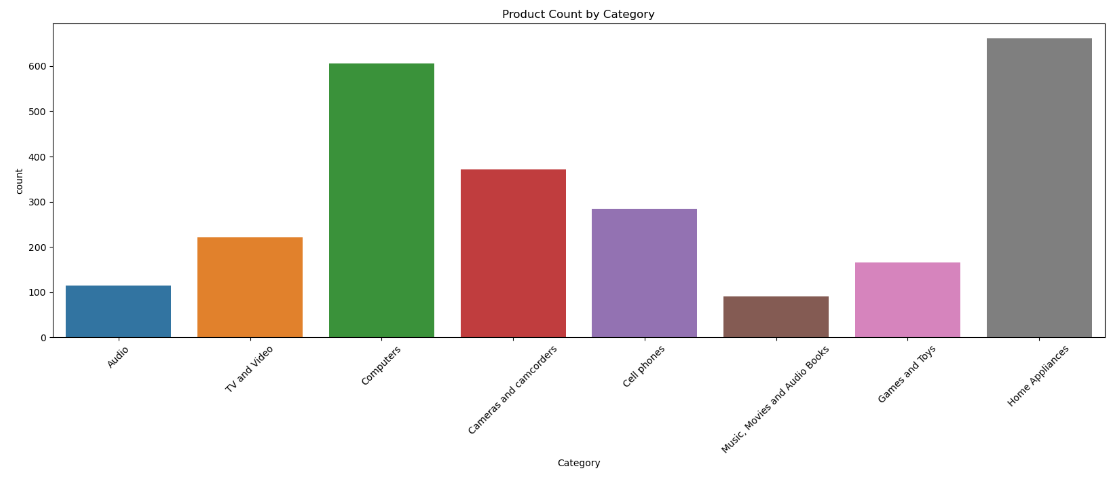 Product Count by Category
count
600
500
400
300
200
100
0
Audio
TV and Video
Computers
Cameras and camcorders
Cell phones
Music, Movies and Audio Books
Games and Toys
Home Appliances
Category